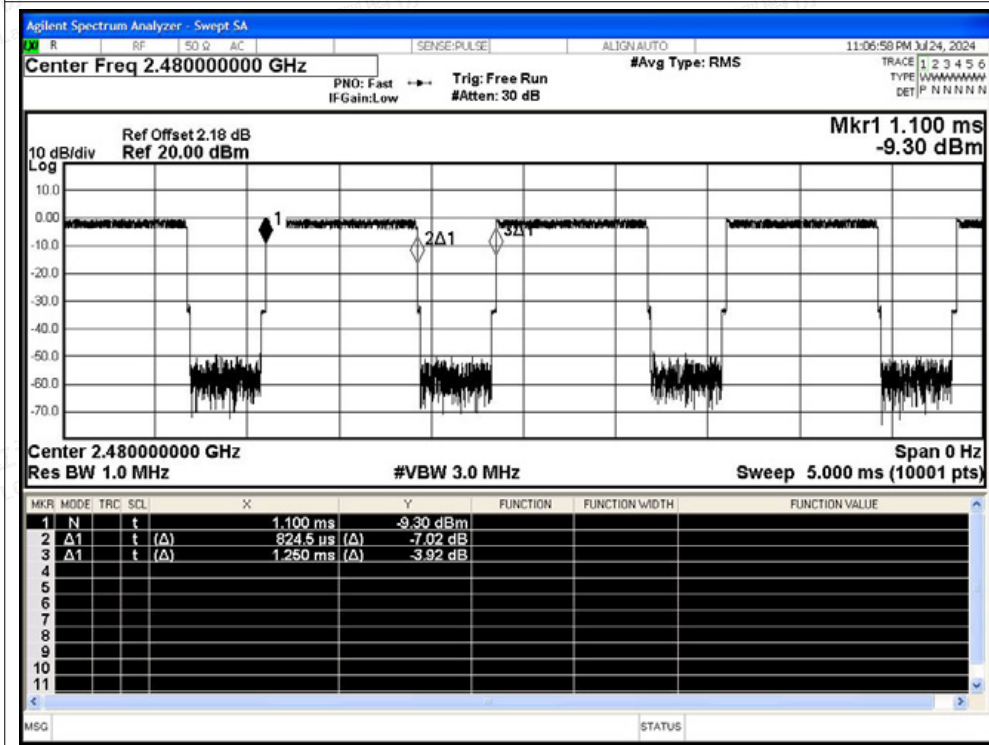 Agilent Spectrum Analyzer - Swept SA
R RF 50 Ω AC SENSE:PULSE ALIGN AUTO 11:06:58 PM Jul 24, 2024
Center Freq 2.480000000 GHz #Avg Type: RMS TRACE 1 2 3 4 5 6
PNO: Fast Trig: Free Run TYPE WWWWWW
IFGain:Low #Atten: 30 dB DET P N N N N N
Mkr1 1.100 ms
Ref Offset 2.18 dB
10 dB/div Ref 20.00 dBm -9.30 dBm
Log
10.0
0.00
1
2Δ1
3Δ1
-10.0
-20.0
-30.0
-40.0
-50.0
-60.0
-70.0
Center 2.480000000 GHz Span 0 Hz
Res BW 1.0 MHz #VBW 3.0 MHz Sweep 5.000 ms (10001 pts)
MKR MODE TRC SCL X Y FUNCTION FUNCTION WIDTH FUNCTION VALUE
1 N t 1.100 ms -9.30 dBm
2 Δ1 t (Δ) 824.5 µs (Δ) -7.02 dB
3 Δ1 t (Δ) 1.250 ms (Δ) -3.92 dB
4
5
6
7
8
9
10
11
MSG STATUS